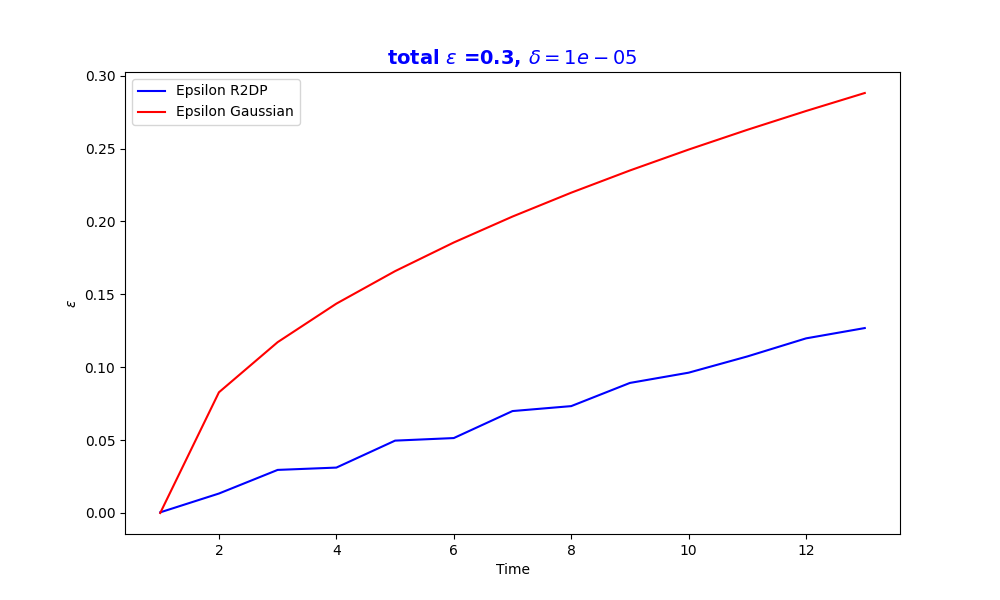 total ε =0.3, δ = 1e − 05
Epsilon R2DP
Epsilon Gaussian
0.30
0.25
0.20
0.15
0.10
0.05
0.00
ε
2 4 6 8 10 12
Time